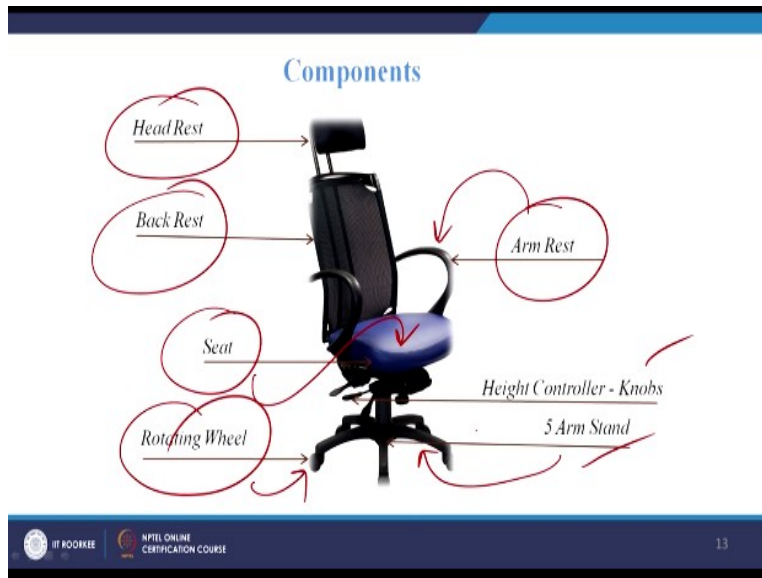 Components
Head Rest
Back Rest
Arm Rest
Seat
Height Controller - Knobs
5 Arm Stand
Rotating Wheel
IIT ROORKEE
NPTEL ONLINE
CERTIFICATION COURSE
13